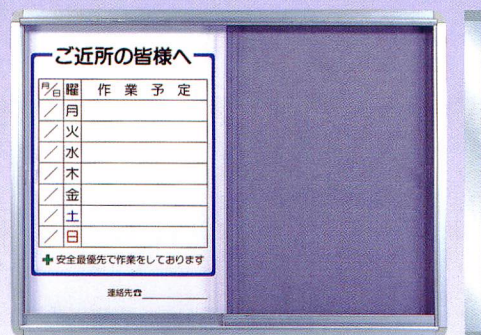 ご近所の皆様へ
月/日 曜 作業予定
/ 月
/ 火
/ 水
/ 木
/ 金
/ 土
/ 日
✚ 安全最優先で作業をしております
連絡先☎